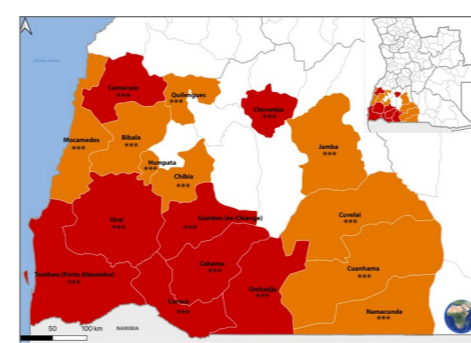 Camucuio
***
Quilengues
***
Chicomba
***
Mocamedes
***
Bibala
***
Jamba
***
Humpata
***
Chibia
***
Virei
***
Gambos (ex-Chiange)
***
Cuvelai
***
Cahama
***
Cuanhama
***
Tombwa (Porto Alexandre)
***
Curoca
***
Ombadja
***
Namacunde
***
50
100 km
NAMIBIA